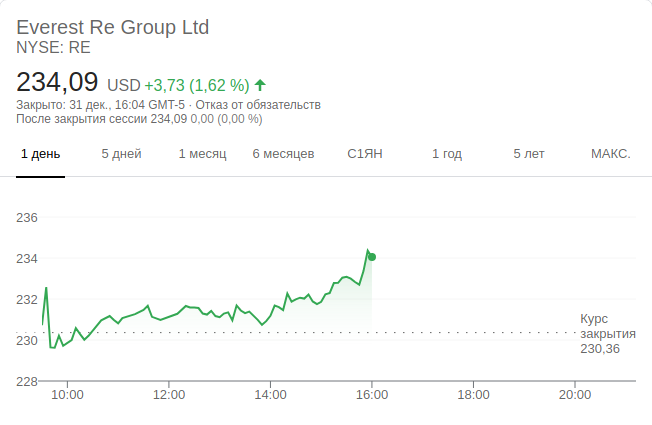 Everest Re Group Ltd
NYSE: RE
234,09 USD +3,73 (1,62 %)
Закрыто: 31 дек., 16:04 GMT-5 · Отказ от обязательств
После закрытия сессии 234,09 0,00 (0,00 %)
1 день 5 дней 1 месяц 6 месяцев С1ЯН 1 год 5 лет МАКС.
236
234
232
230
228
Курс
закрытия
230,36
10:00 12:00 14:00 16:00 18:00 20:00